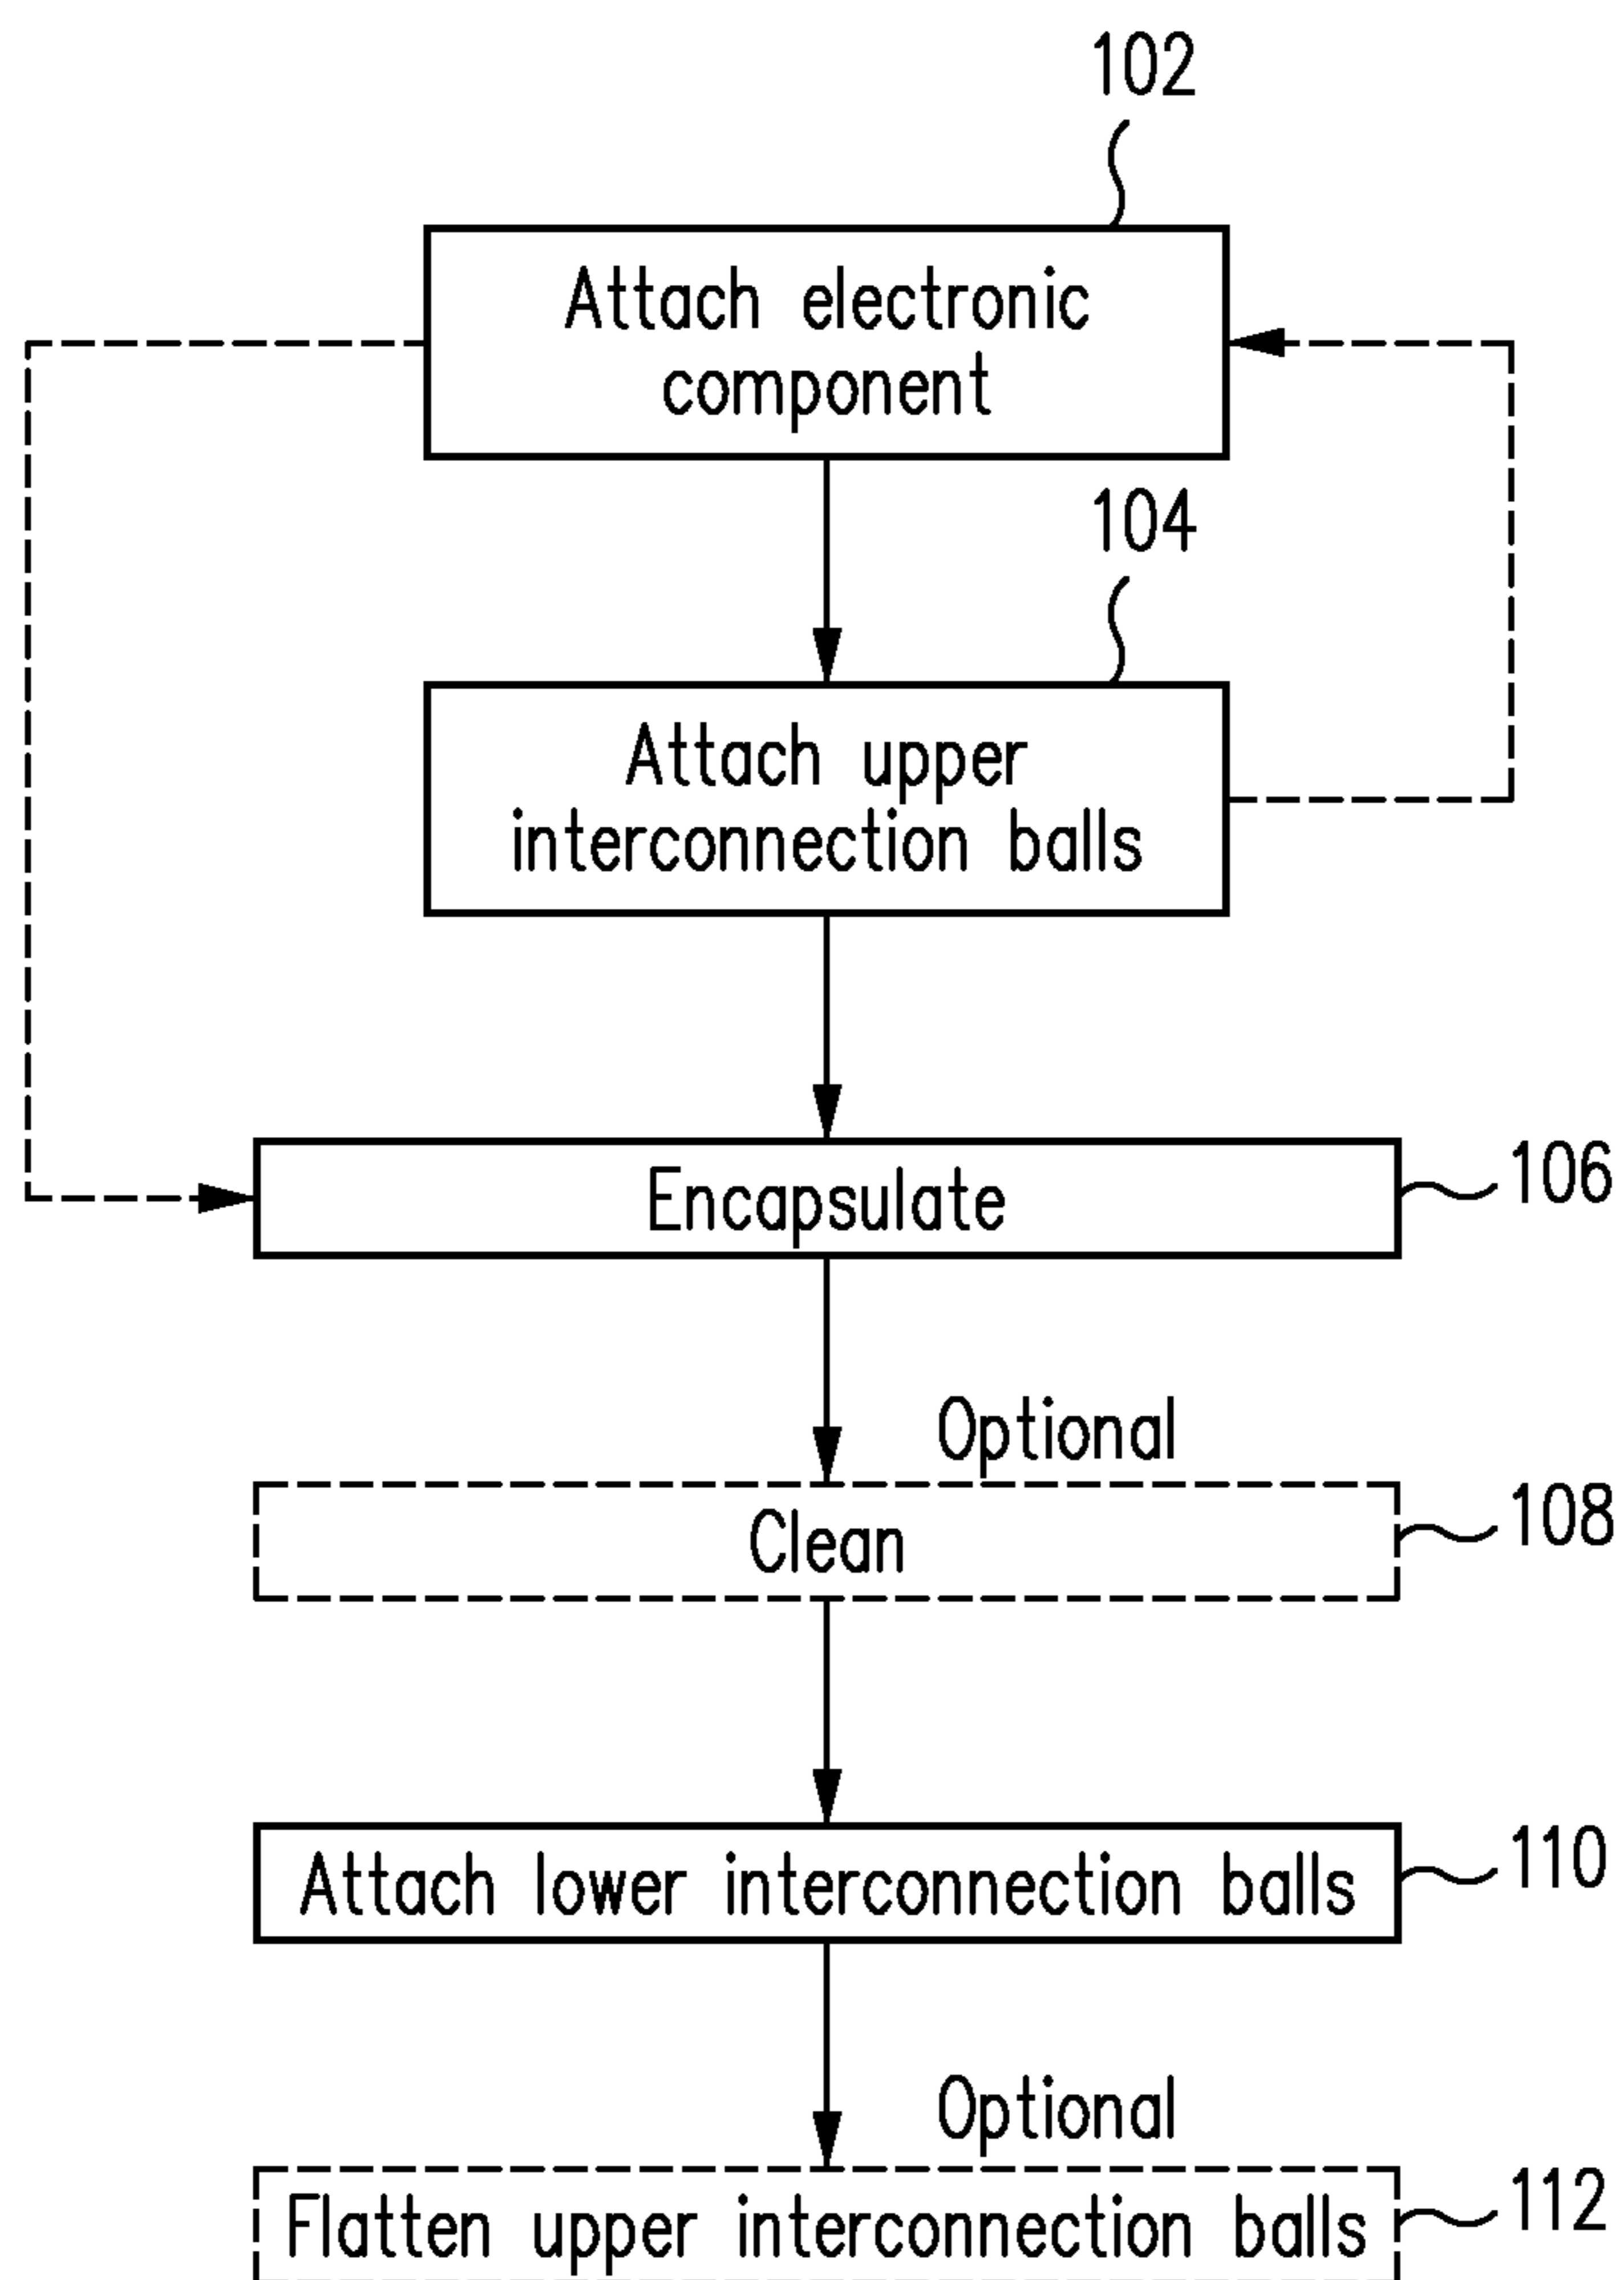 102
Attach electronic
component
104
Attach upper
interconnection balls
Encapsulate
106
Optional
Clean
108
Attach lower interconnection balls
110
Optional
Flatten upper interconnection balls
112